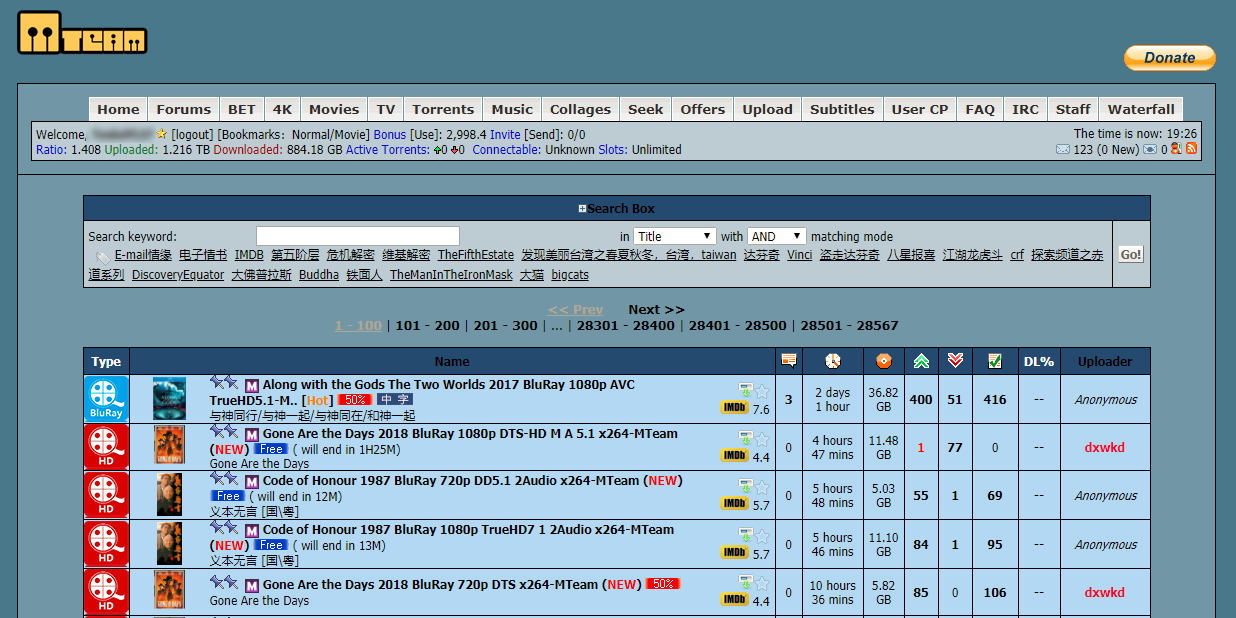 MTEAM
Donate
Home Forums BET 4K Movies TV Torrents Music Collages Seek Offers Upload Subtitles User CP FAQ IRC Staff Waterfall
Welcome, [logout] [Bookmarks: Normal/Movie] Bonus [Use]: 2,998.4 Invite [Send]: 0/0
The time is now: 19:26
Ratio: 1.408 Uploaded: 1.216 TB Downloaded: 884.18 GB Active Torrents: 0 0 Connectable: Unknown Slots: Unlimited
123 (0 New) 0
Search Box
Search keyword: in Title with AND matching mode
E-mail情缘 电子情书 IMDB 第五阶层 危机解密 维基解密 TheFifthEstate 发现美丽台湾之春夏秋冬，台湾，taiwan 达芬奇 Vinci 盗走达芬奇 八星报喜 江湖龙虎斗 crf 探索频道之赤
道系列 DiscoveryEquator 大佛普拉斯 Buddha 铁面人 TheManInTheIronMask 大猫 bigcats
Go!
<< Prev Next >>
1 - 100 | 101 - 200 | 201 - 300 | ... | 28301 - 28400 | 28401 - 28500 | 28501 - 28567
Type Name DL% Uploader
BluRay
M Along with the Gods The Two Worlds 2017 BluRay 1080p AVC
TrueHD5.1-M.. [Hot] 50% 中 字
与神同行/与神一起/与神同在/和神一起
IMDb 7.6
3
2 days
1 hour
36.82
GB
400 51 416 -- Anonymous
HD
M Gone Are the Days 2018 BluRay 1080p DTS-HD M A 5.1 x264-MTeam
(NEW) Free ( will end in 1H25M)
Gone Are the Days
IMDb 4.4
0
4 hours
47 mins
11.48
GB
1 77 0 -- dxwkd
HD
M Code of Honour 1987 BluRay 720p DD5.1 2Audio x264-MTeam (NEW)
Free ( will end in 12M)
义本无言 [国\粤]
IMDb 5.7
0
5 hours
48 mins
5.03
GB
55 1 69 -- Anonymous
HD
M Code of Honour 1987 BluRay 1080p TrueHD7 1 2Audio x264-MTeam
(NEW) Free ( will end in 13M)
义本无言 [国\粤]
IMDb 5.7
0
5 hours
46 mins
11.10
GB
84 1 95 -- Anonymous
HD
M Gone Are the Days 2018 BluRay 720p DTS x264-MTeam (NEW) 50%
Gone Are the Days
IMDb 4.4
0
10 hours
36 mins
5.82
GB
85 0 106 -- dxwkd